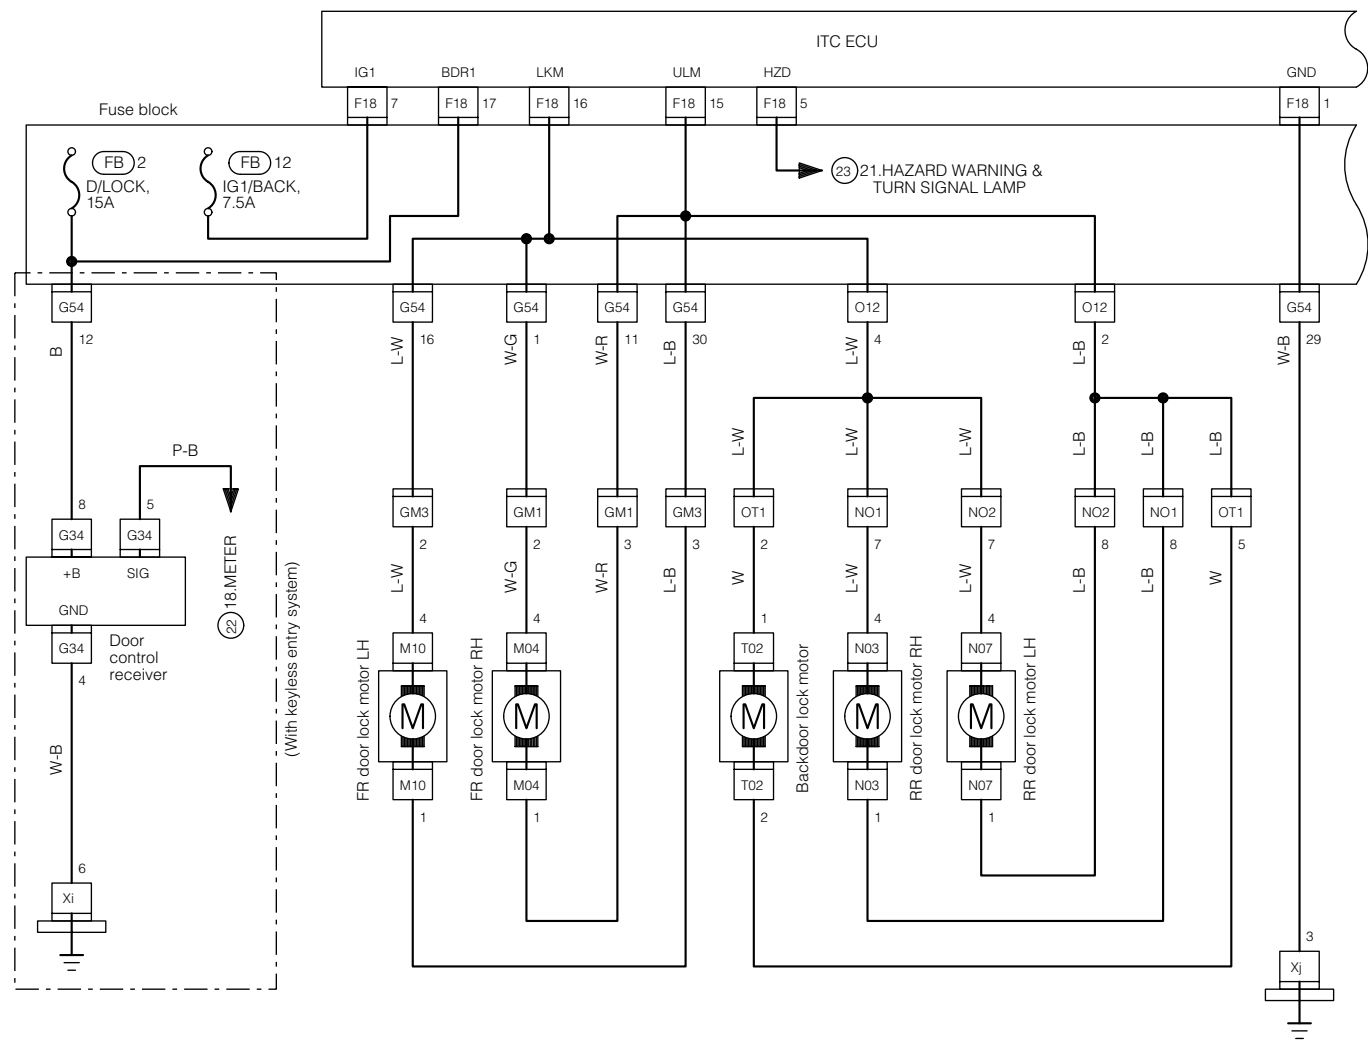 ITC ECU
IG1 BDR1 LKM ULM HZD GND
F18 7 F18 17 F18 16 F18 15 F18 5 F18 1
Fuse block
FB 2
D/LOCK,
15A
FB 12
IG1/BACK,
7.5A
23 21.HAZARD WARNING &
TURN SIGNAL LAMP
G54 G54 G54 G54 G54 O12 O12 G54
12 16 1 11 30 4 2 29
B L-W W-G W-R L-B L-W L-B W-B
P-B
L-W L-W L-W L-B L-B L-B
8 5
G34 G34
GM3 GM1 GM1 GM3 OT1 NO1 NO2 NO2 NO1 OT1
2 2 3 3 2 7 7 8 8 5
+B SIG
GND
22 18.METER
L-W W-G W-R L-B W L-W L-W L-B L-B W
G34
4
Door
control
receiver
(With keyless entry system)
4 4 1 4 4
M10 M04 T02 N03 N07
FR door lock motor LH
M
FR door lock motor RH
M
Backdoor lock motor
M
RR door lock motor RH
M
RR door lock motor LH
M
M10 M04 T02 N03 N07
1 1 2 1 1
W-B
6
Xi
3
Xj